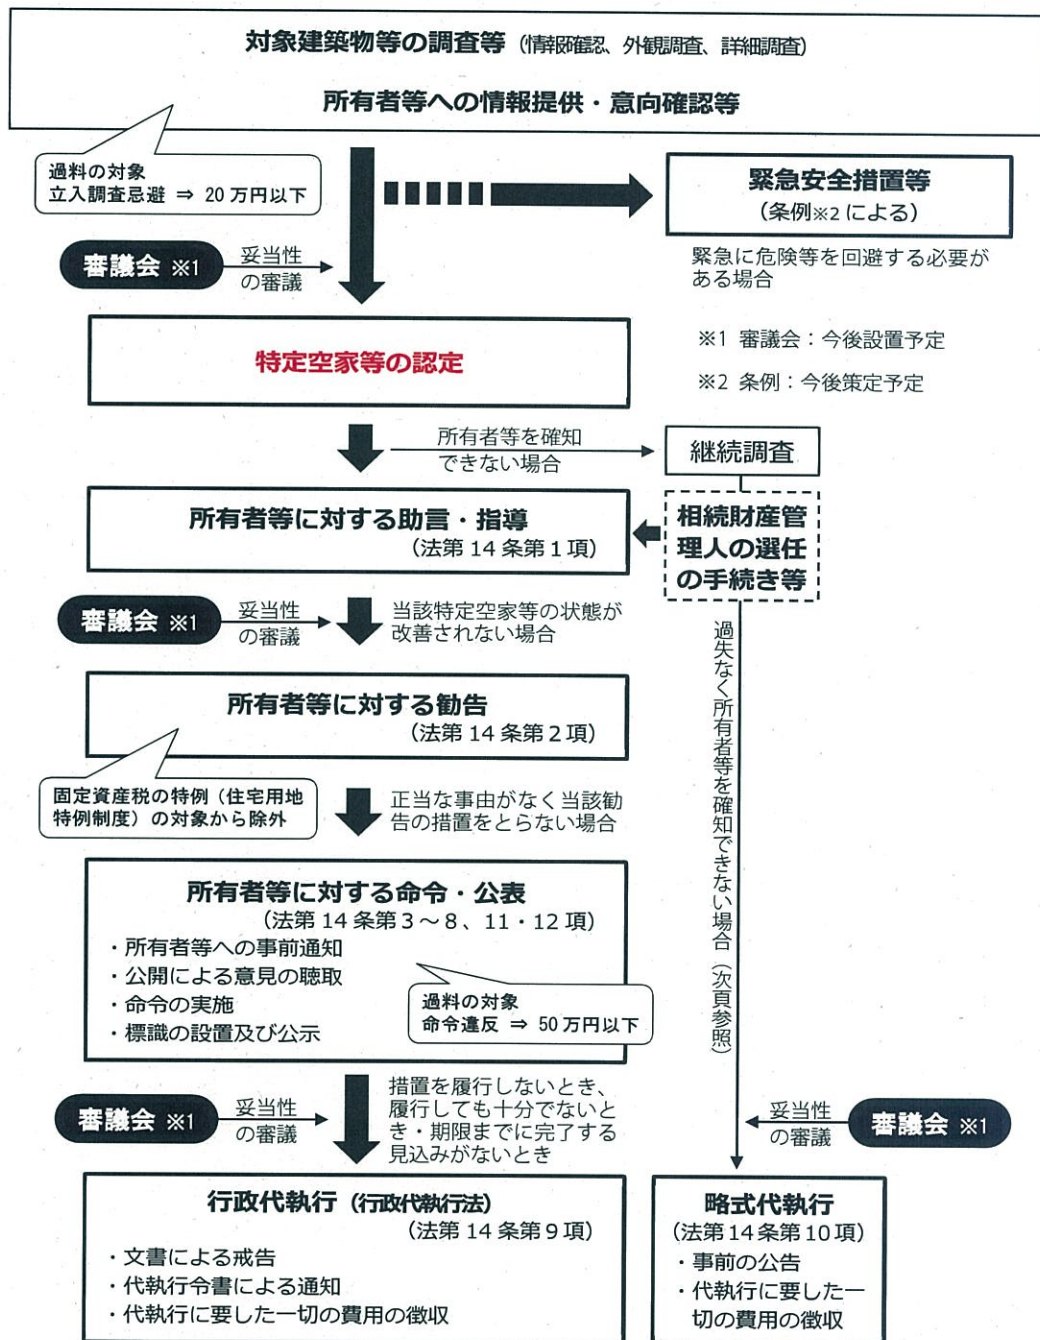 対象建築物等の調査等（情報確認、外観調査、詳細調査）
所有者等への情報提供・意向確認等
過料の対象
立入調査忌避 ⇒ 20万円以下
緊急安全措置等
（条例※2 による）
緊急に危険等を回避する必要が
ある場合
審議会 ※1
妥当性
の審議
※1 審議会：今後設置予定
※2 条例：今後策定予定
特定空家等の認定
所有者等を確知
できない場合
継続調査
所有者等に対する助言・指導
（法第 14 条第 1 項）
相続財産管
理人の選任
の手続き等
審議会 ※1
妥当性
の審議
当該特定空家等の状態が
改善されない場合
所有者等に対する勧告
（法第 14 条第 2 項）
固定資産税の特例（住宅用地
特例制度）の対象から除外
正当な事由がなく当該勧
告の措置をとらない場合
過失なく所有者等を確知できない場合（次頁参照）
所有者等に対する命令・公表
（法第 14 条第 3～8、11・12 項）
・所有者等への事前通知
・公開による意見の聴取
・命令の実施
・標識の設置及び公示
過料の対象
命令違反 ⇒ 50万円以下
審議会 ※1
妥当性
の審議
措置を履行しないとき、
履行しても十分でないと
き・期限までに完了する
見込みがないとき
妥当性
の審議
審議会 ※1
行政代執行（行政代執行法）
（法第 14 条第 9 項）
・文書による戒告
・代執行令書による通知
・代執行に要した一切の費用の徴収
略式代執行
（法第 14 条第 10 項）
・事前の公告
・代執行に要した一
切の費用の徴収